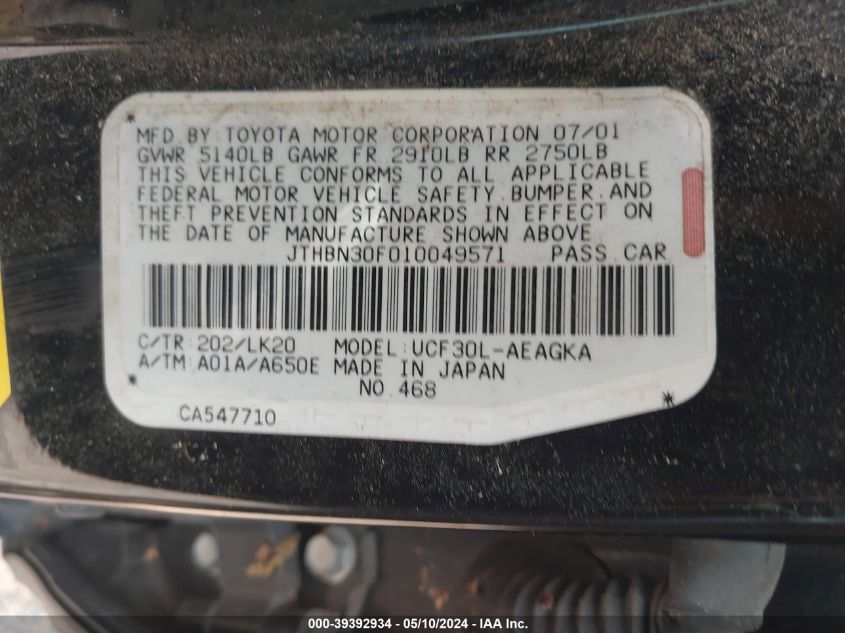 MFD.BY:TOYOTA MOTOR CORPORATION 07/01
GVWR 5140LB GAWR FR 2910LB RR 2750LB
THIS VEHICLE CONFORMS TO ALL APPLICABLE
FEDERAL MOTOR VEHICLE SAFETY,BUMPER,AND
THEFT PREVENTION STANDARDS IN EFFECT ON
THE DATE OF MANUFACTURE SHOWN ABOVE.
JTHBN30F010049571 PASS.CAR
C/TR:202/LK20 MODEL:UCF30L-AEAGKA
A/TM:A01A/A650E MADE IN JAPAN
NO.468
CA547710
000-39392934 - 05/10/2024 - IAA Inc.